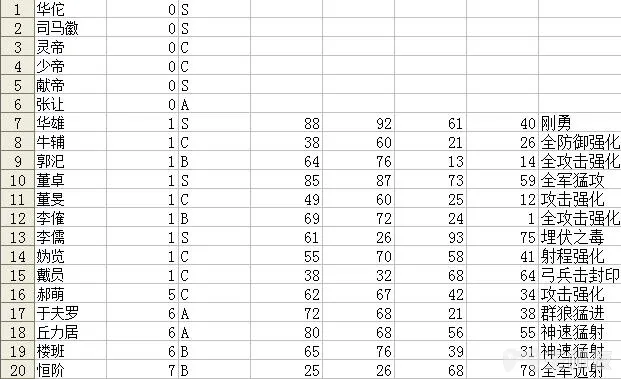 1 华佗 0 S
2 司马徽 0 S
3 灵帝 0 C
4 少帝 0 C
5 献帝 0 S
6 张让 0 A
7 华雄 1 S 88 92 61 40 刚勇
8 牛辅 1 C 38 60 21 26 全防御强化
9 郭汜 1 B 64 76 13 14 全攻击强化
10 董卓 1 S 85 87 73 59 全军猛攻
11 董旻 1 C 49 60 25 12 攻击强化
12 李傕 1 B 69 72 24 1 全攻击强化
13 李儒 1 S 61 26 93 75 埋伏之毒
14 妫览 1 C 55 70 58 41 射程强化
15 戴员 1 C 38 32 68 64 弓兵击封印
16 郝萌 5 C 62 67 42 34 攻击强化
17 于夫罗 6 A 72 68 21 38 群狼猛进
18 丘力居 6 A 80 68 56 55 神速猛射
19 楼班 6 B 65 76 39 31 神速猛射
20 恒阶 7 B 25 26 68 78 全军远射